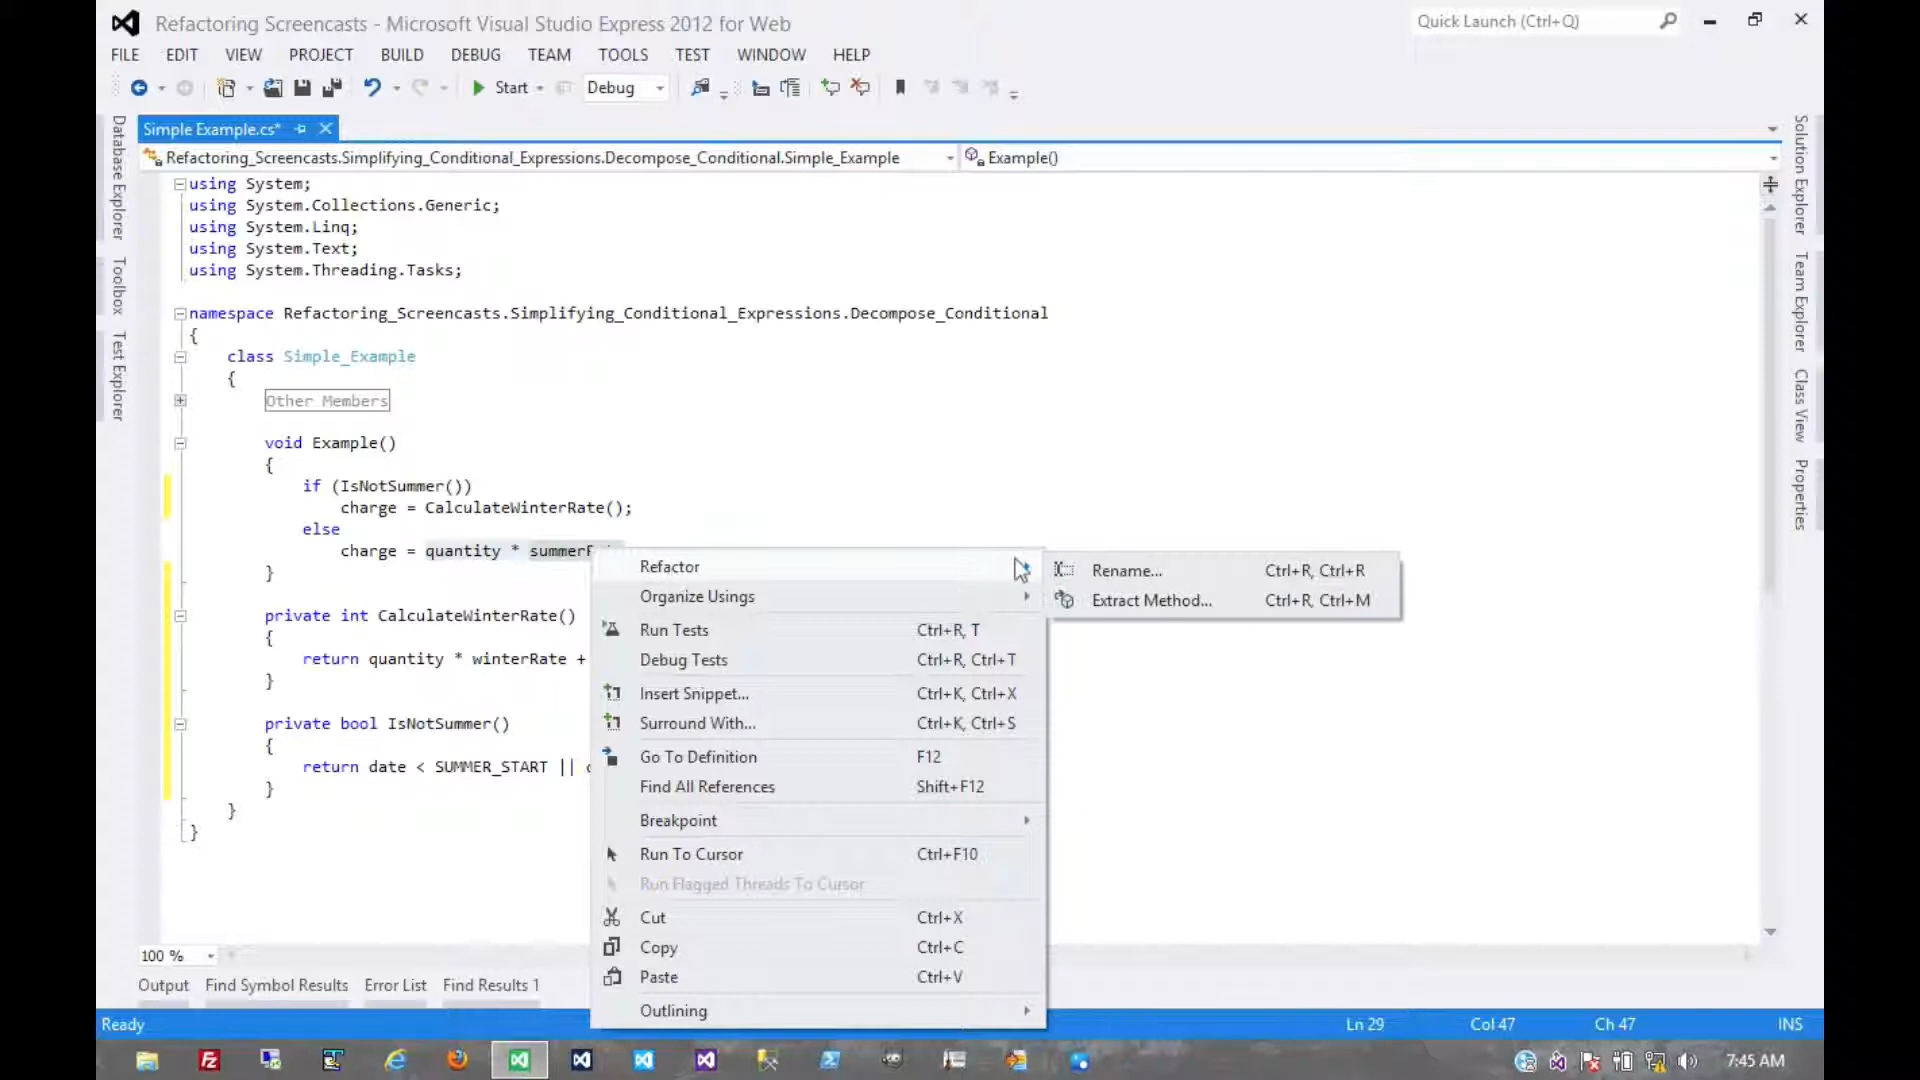 Refactoring Screencasts - Microsoft Visual Studio Express 2012 for Web
Quick Launch (Ctrl+Q)
FILE EDIT VIEW PROJECT BUILD DEBUG TEAM TOOLS TEST WINDOW HELP
Start Debug
Simple Example.cs*
Refactoring_Screencasts.Simplifying_Conditional_Expressions.Decompose_Conditional.Simple_Example
Example()
Database Explorer
Toolbox
Test Explorer
using System;
using System.Collections.Generic;
using System.Linq;
using System.Text;
using System.Threading.Tasks;
namespace Refactoring_Screencasts.Simplifying_Conditional_Expressions.Decompose_Conditional
{
class Simple_Example
{
Other Members
void Example()
{
if (IsNotSummer())
charge = CalculateWinterRate();
else
charge = quantity *
}
private int CalculateWinterRate()
{
return quantity * winterRate +
}
private bool IsNotSummer()
{
return date < SUMMER_START ||
}
}
}
Refactor
Organize Usings
Run Tests Ctrl+R, T
Debug Tests Ctrl+R, Ctrl+T
Insert Snippet... Ctrl+K, Ctrl+X
Surround With... Ctrl+K, Ctrl+S
Go To Definition F12
Find All References Shift+F12
Breakpoint
Run To Cursor Ctrl+F10
Run Flagged Threads To Cursor
Cut Ctrl+X
Copy Ctrl+C
Paste Ctrl+V
Outlining
Rename... Ctrl+R, Ctrl+R
Extract Method... Ctrl+R, Ctrl+M
Solution Explorer
Team Explorer
Class View
Properties
100 %
Output Find Symbol Results Error List Find Results 1
Ready Ln 29 Col 47 Ch 47 INS
7:45 AM